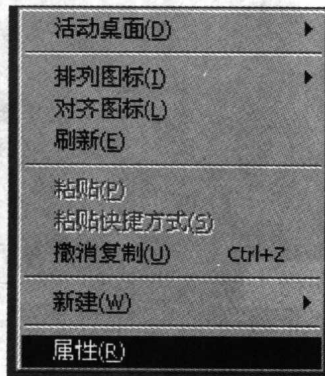 活动桌面(D)
排列图标(I)
对齐图标(L)
刷新(E)
粘贴(P)
粘贴快捷方式(S)
撤消复制(U) Ctrl+Z
新建(W)
属性(R)